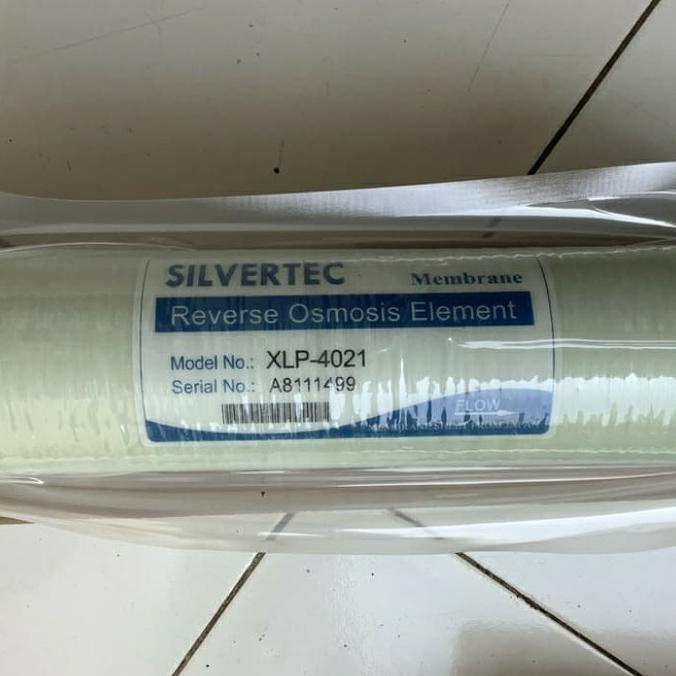 SILVERTEC
Membrane
Reverse Osmosis Element
Model No.: XLP-4021
Serial No.: A8111499
FLOW